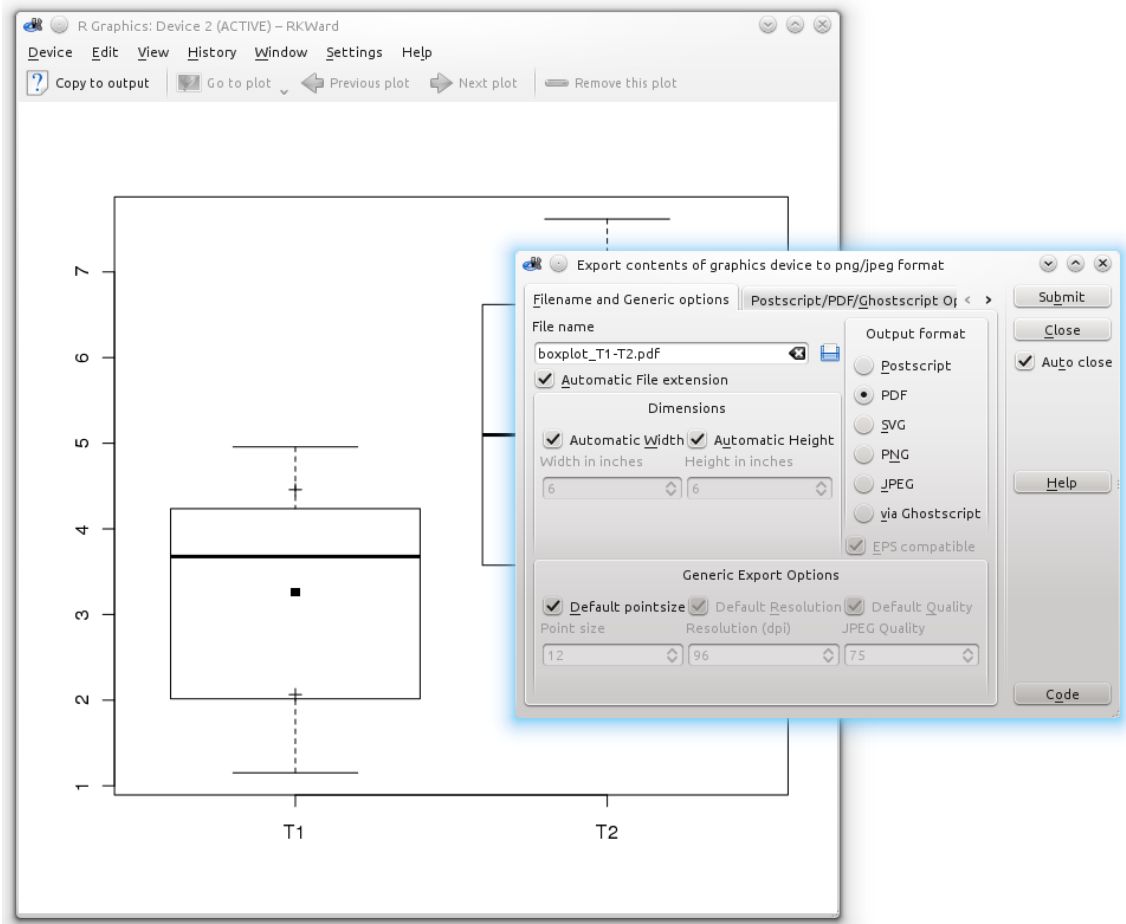 R Graphics: Device 2 (ACTIVE) – RKWard
Device Edit View History Window Settings Help
Copy to output Go to plot Previous plot Next plot Remove this plot
7
6
5
4
3
2
1
T1 T2
Export contents of graphics device to png/jpeg format
Filename and Generic options Postscript/PDF/Ghostscript
File name
boxplot_T1-T2.pdf
Automatic File extension
Dimensions
Automatic Width Automatic Height
Width in inches Height in inches
6 6
Output format
Postscript
PDF
SVG
PNG
JPEG
via Ghostscript
EPS compatible
Generic Export Options
Default pointsize Default Resolution Default Quality
Point size Resolution (dpi) JPEG Quality
12 96 75
Submit
Close
Auto close
Help
Code